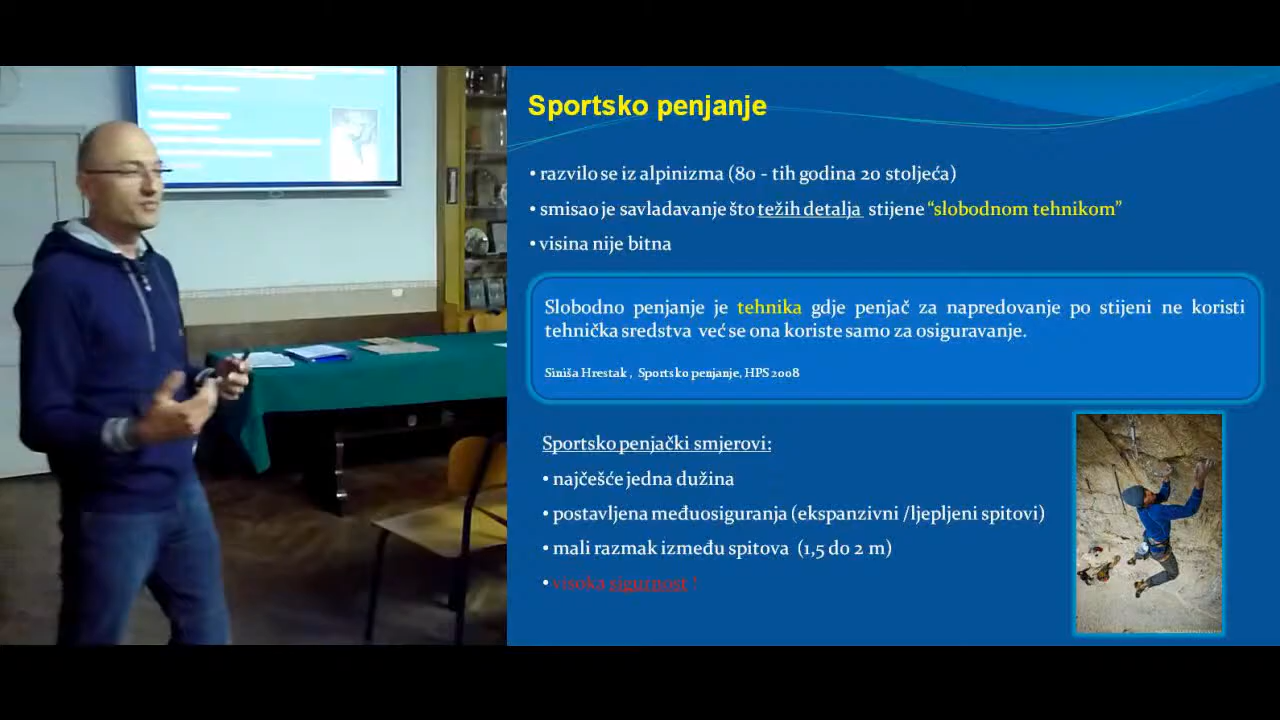 Sportsko penjanje
• razvilo se iz alpinizma (80 - tih godina 20 stoljeća)
• smisao je savladavanje što težih detalja stijene “slobodnom tehnikom”
• visina nije bitna
Slobodno penjanje je tehnika gdje penjač za napredovanje po stijeni ne koristi
tehnička sredstva već se ona koriste samo za osiguravanje.
Siniša Hrestak , Sportsko penjanje, HPS 2008
Sportsko penjački smjerovi:
• najčešće jedna dužina
• postavljena međuosiguranja (ekspanzivni /ljepljeni spitovi)
• mali razmak između spitova (1,5 do 2 m)
• visoka sigurnost !